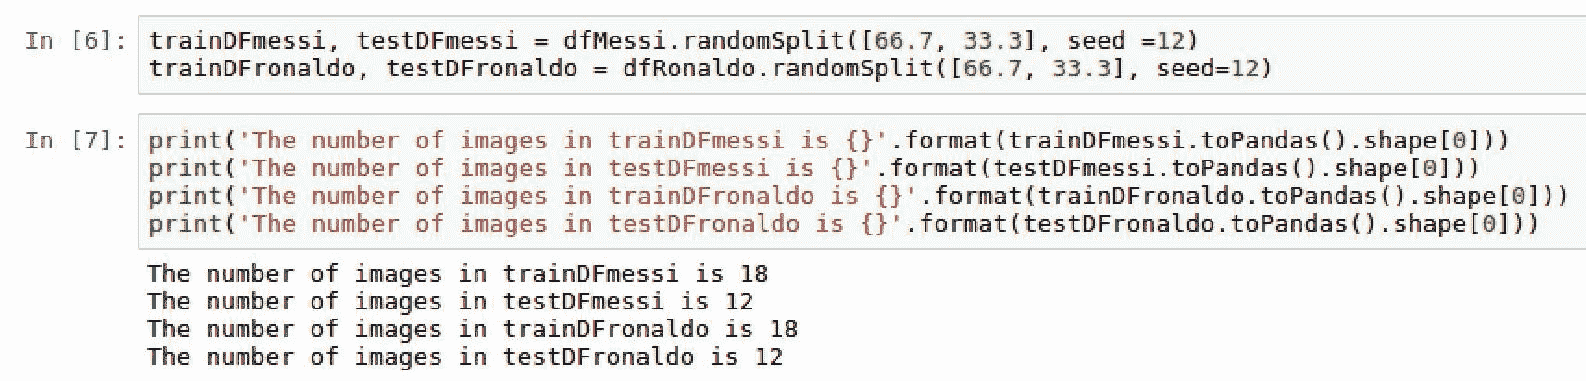 In [6]: trainDFmessi, testDFmessi = dfMessi.randomSplit([66.7, 33.3], seed =12)
trainDFronaldo, testDFronaldo = dfRonaldo.randomSplit([66.7, 33.3], seed=12)
In [7]: print('The number of images in trainDFmessi is {}'.format(trainDFmessi.toPandas().shape[0]))
print('The number of images in testDFmessi is {}'.format(testDFmessi.toPandas().shape[0]))
print('The number of images in trainDFronaldo is {}'.format(trainDFronaldo.toPandas().shape[0]))
print('The number of images in testDFronaldo is {}'.format(testDFronaldo.toPandas().shape[0]))
The number of images in trainDFmessi is 18
The number of images in testDFmessi is 12
The number of images in trainDFronaldo is 18
The number of images in testDFronaldo is 12